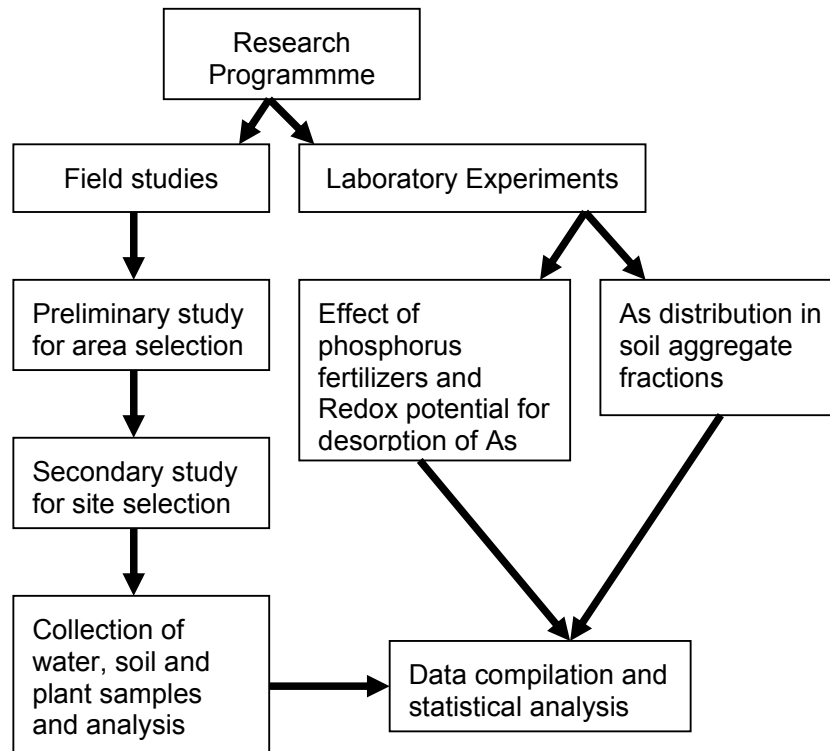 Research
Programmme
Field studies
Laboratory Experiments
Preliminary study
for area selection
Effect of
phosphorus
fertilizers and
Redox potential for
desorption of As
As distribution in
soil aggregate
fractions
Secondary study
for site selection
Collection of
water, soil and
plant samples
and analysis
Data compilation and
statistical analysis